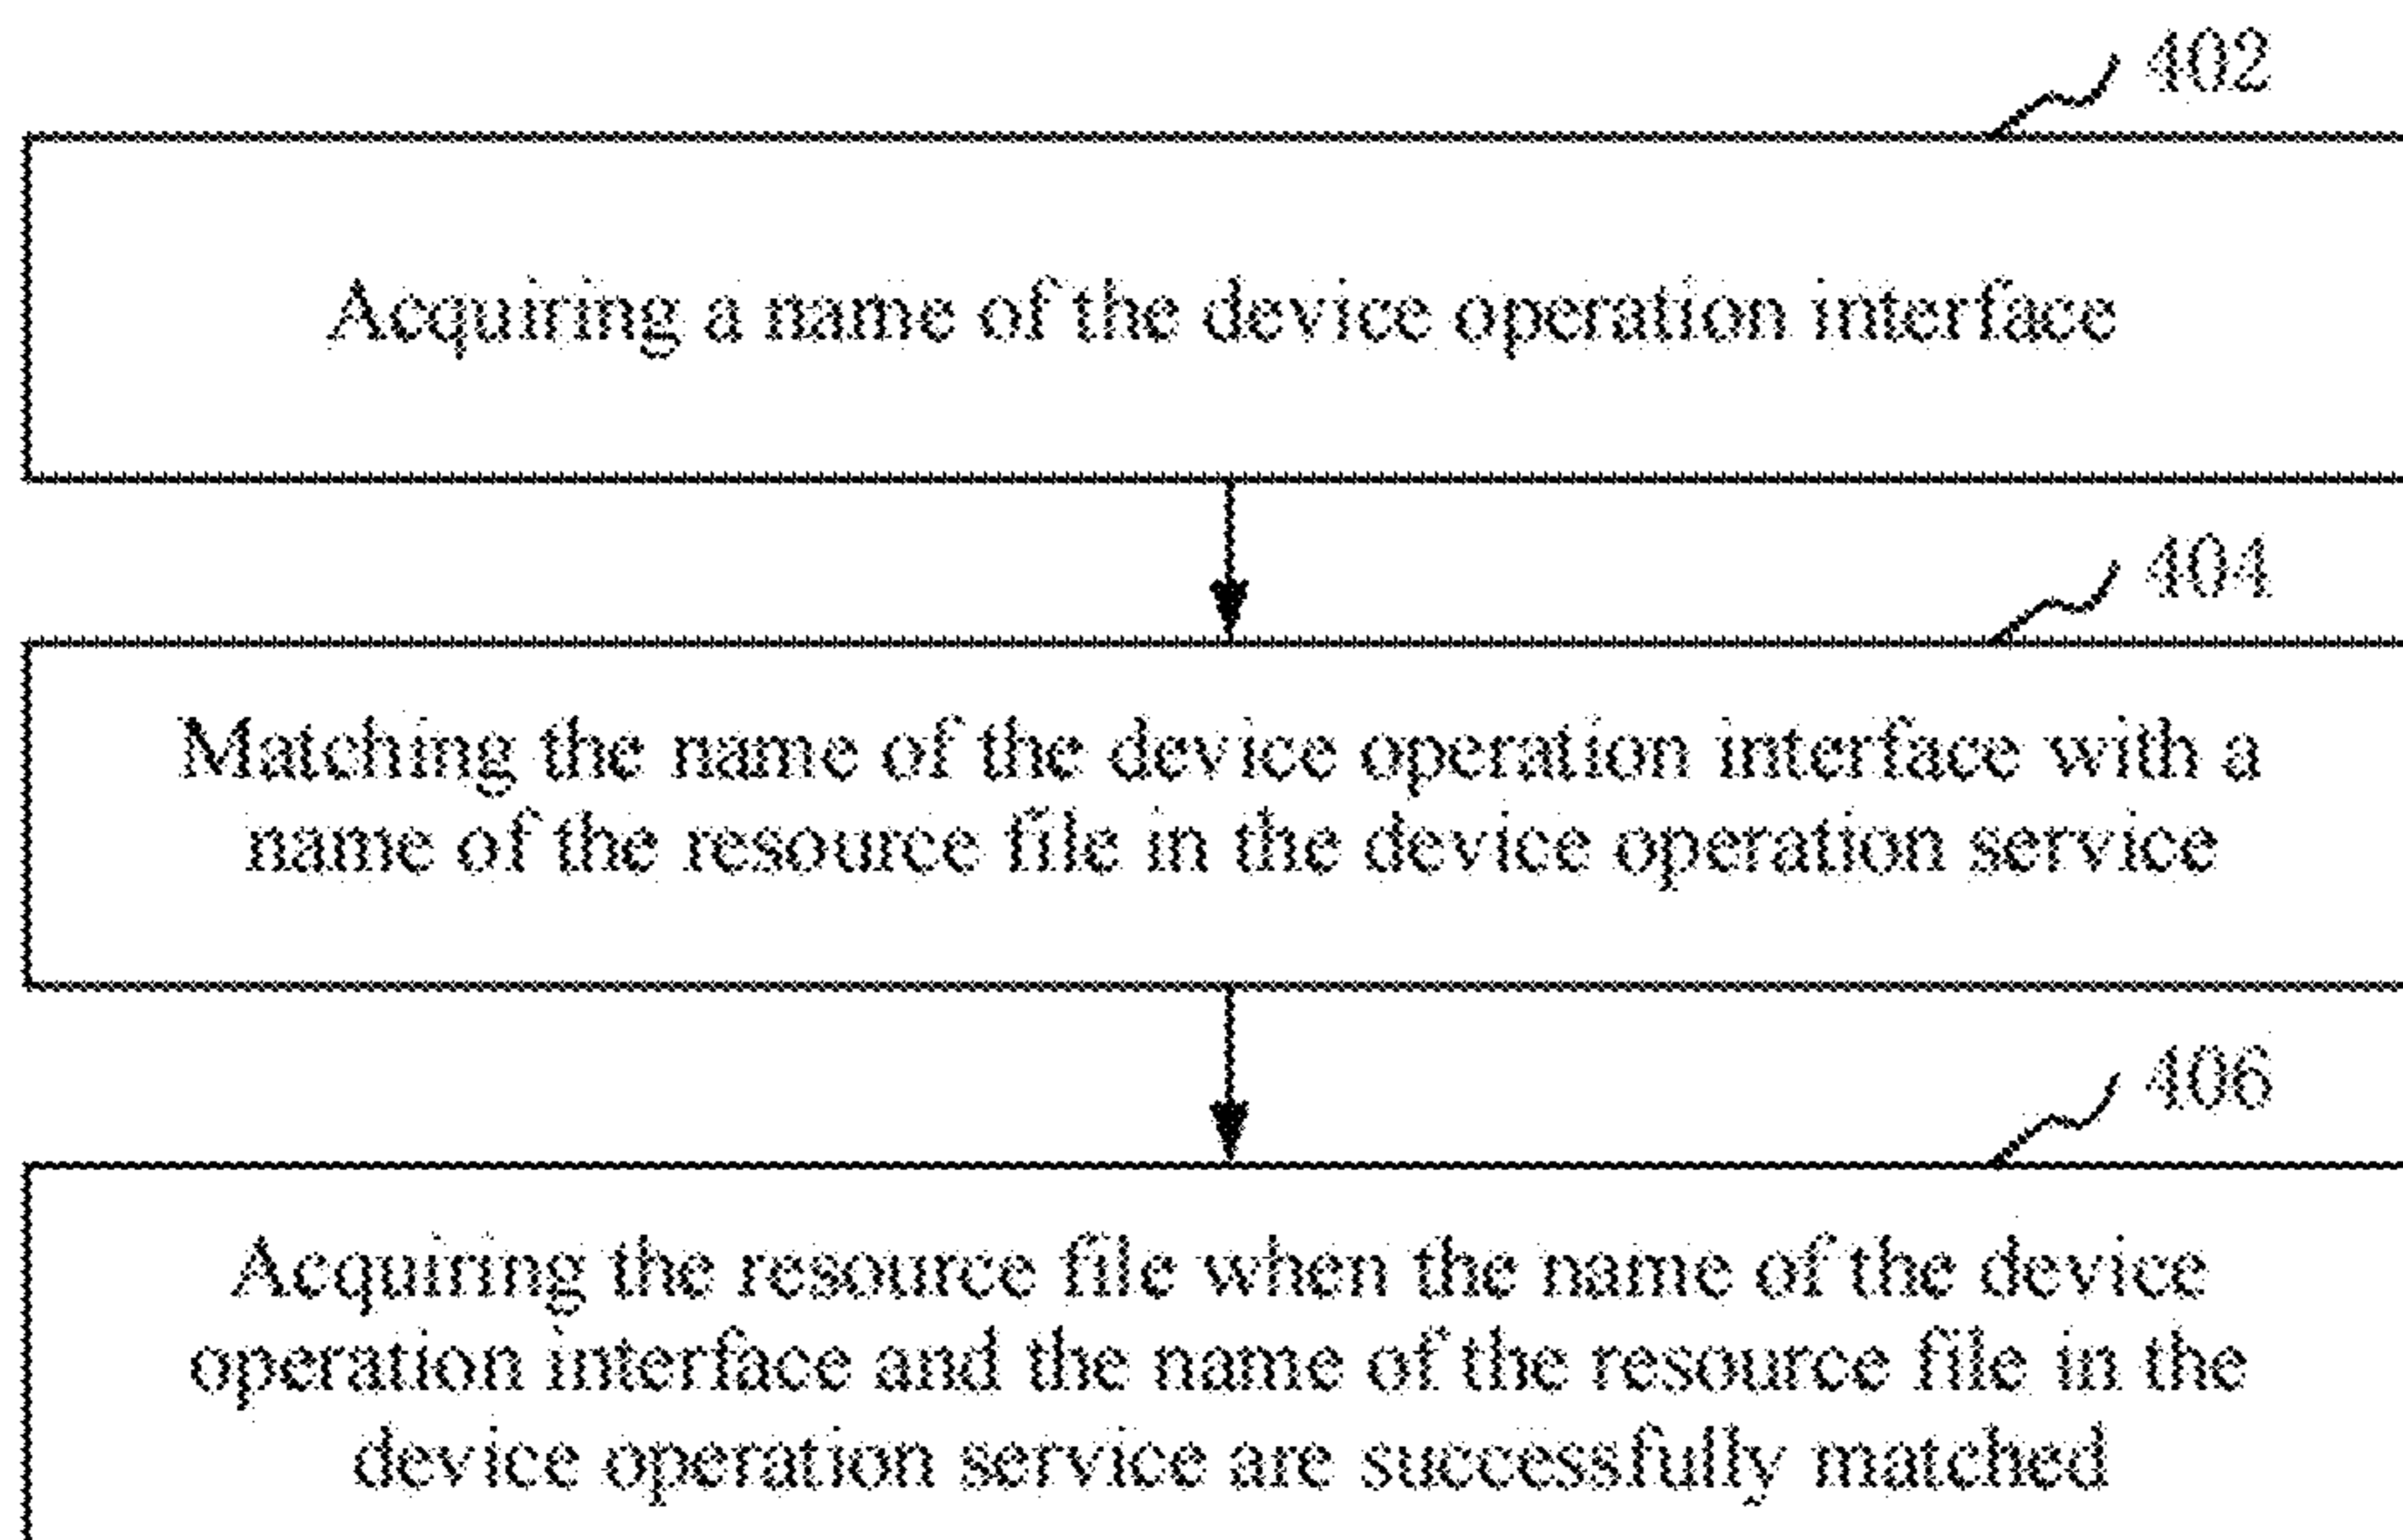 402
Acquiring a name of the device operation interface
404
Matching the name of the device operation interface with a
name of the resource file in the device operation service
406
Acquiring the resource file when the name of the device
operation interface and the name of the resource file in the
device operation service are successfully matched